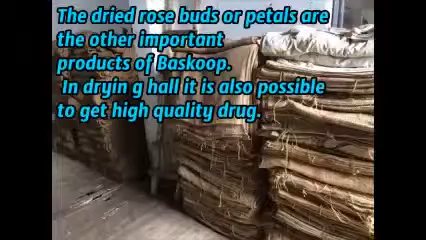 The dried rose buds or petals are
the other important
products of Baskoop.
In dryin g hall it is also possible
to get high quality drug.